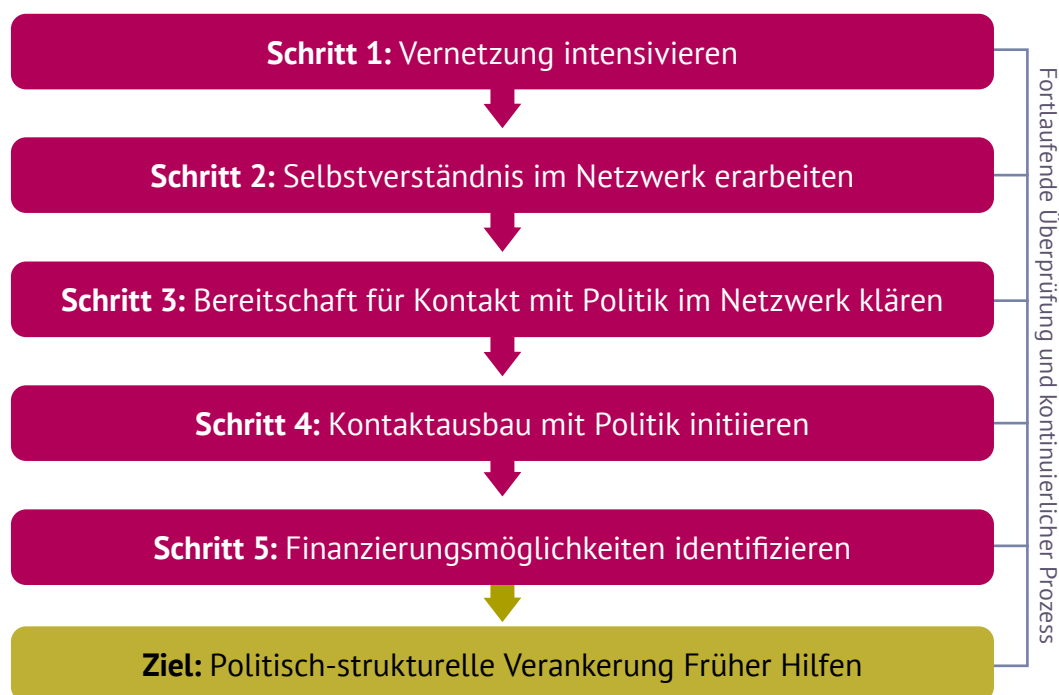 Schritt 1: Vernetzung intensivieren
Schritt 2: Selbstverständnis im Netzwerk erarbeiten
Schritt 3: Bereitschaft für Kontakt mit Politik im Netzwerk klären
Schritt 4: Kontaktausbau mit Politik initiieren
Schritt 5: Finanzierungsmöglichkeiten identifizieren
Ziel: Politisch-strukturelle Verankerung Früher Hilfen
Fortlaufende Überprüfung und kontinuierlicher Prozess